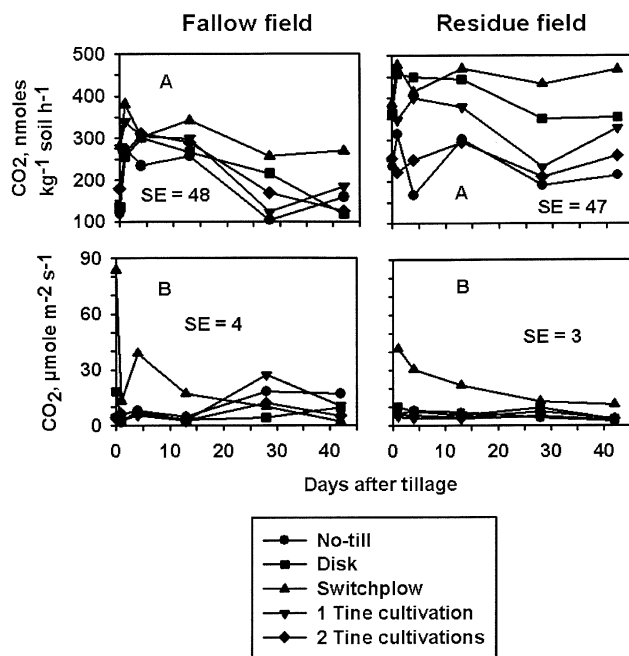 Fallow field
Residue field
CO2, nmoles
kg-1 soil h-1
500
400
300
200
100
A
SE = 48
A
SE = 47
CO2, µmole m-2 s-1
90
60
30
0
B
SE = 4
B
SE = 3
0 10 20 30 40
0 10 20 30 40
Days after tillage
No-till
Disk
Switchplow
1 Tine cultivation
2 Tine cultivations